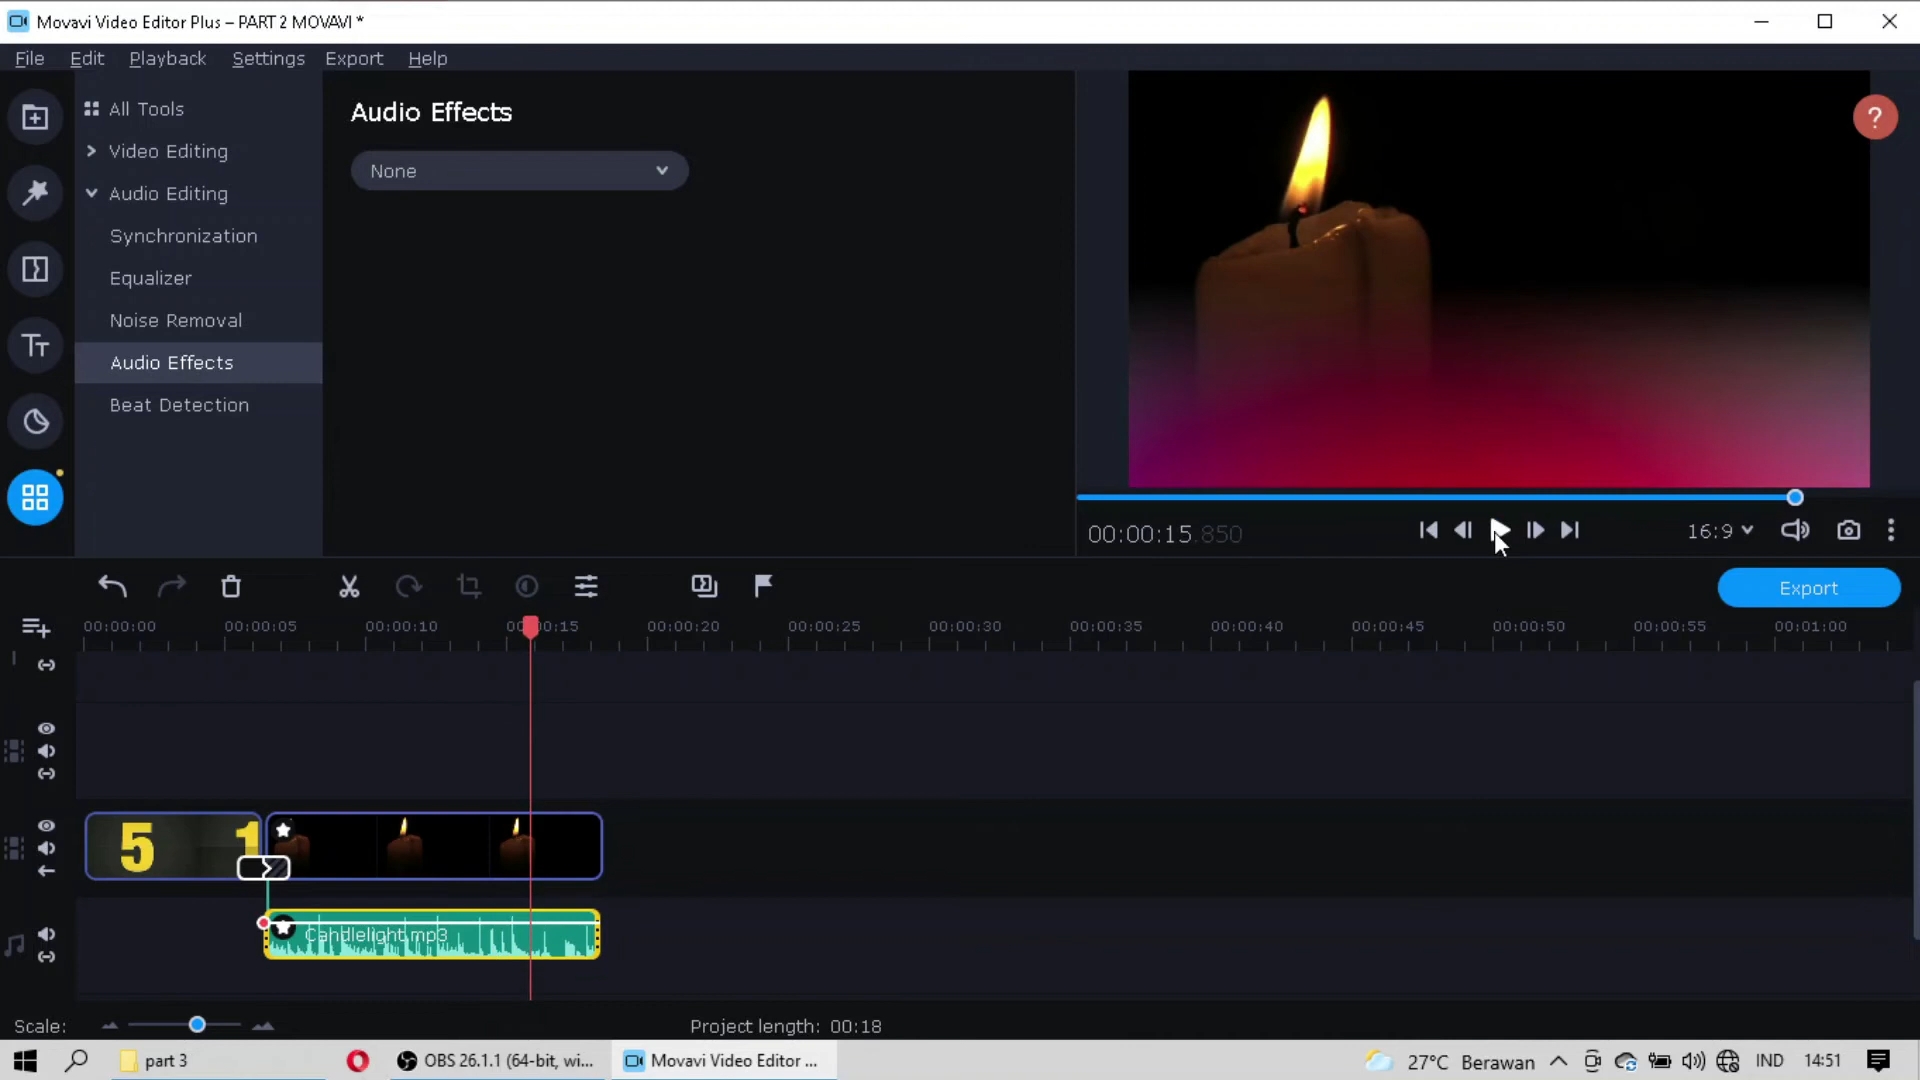 Movavi Video Editor Plus – PART 2 MOVAVI *
File Edit Playback Settings Export Help
All Tools
Video Editing
Audio Editing
Synchronization
Equalizer
Noise Removal
Audio Effects
Beat Detection
Audio Effects
None
?
00:00:15.850
16:9
Export
00:00:00 00:00:05 00:00:10 00:00:15 00:00:20 00:00:25 00:00:30 00:00:35 00:00:40 00:00:45 00:00:50 00:00:55 00:01:00
5 1
Candlelight.mp3
Scale:
Project length: 00:18
part 3
OBS 26.1.1 (64-bit, wi...
Movavi Video Editor ...
27°C Berawan
IND
14:51